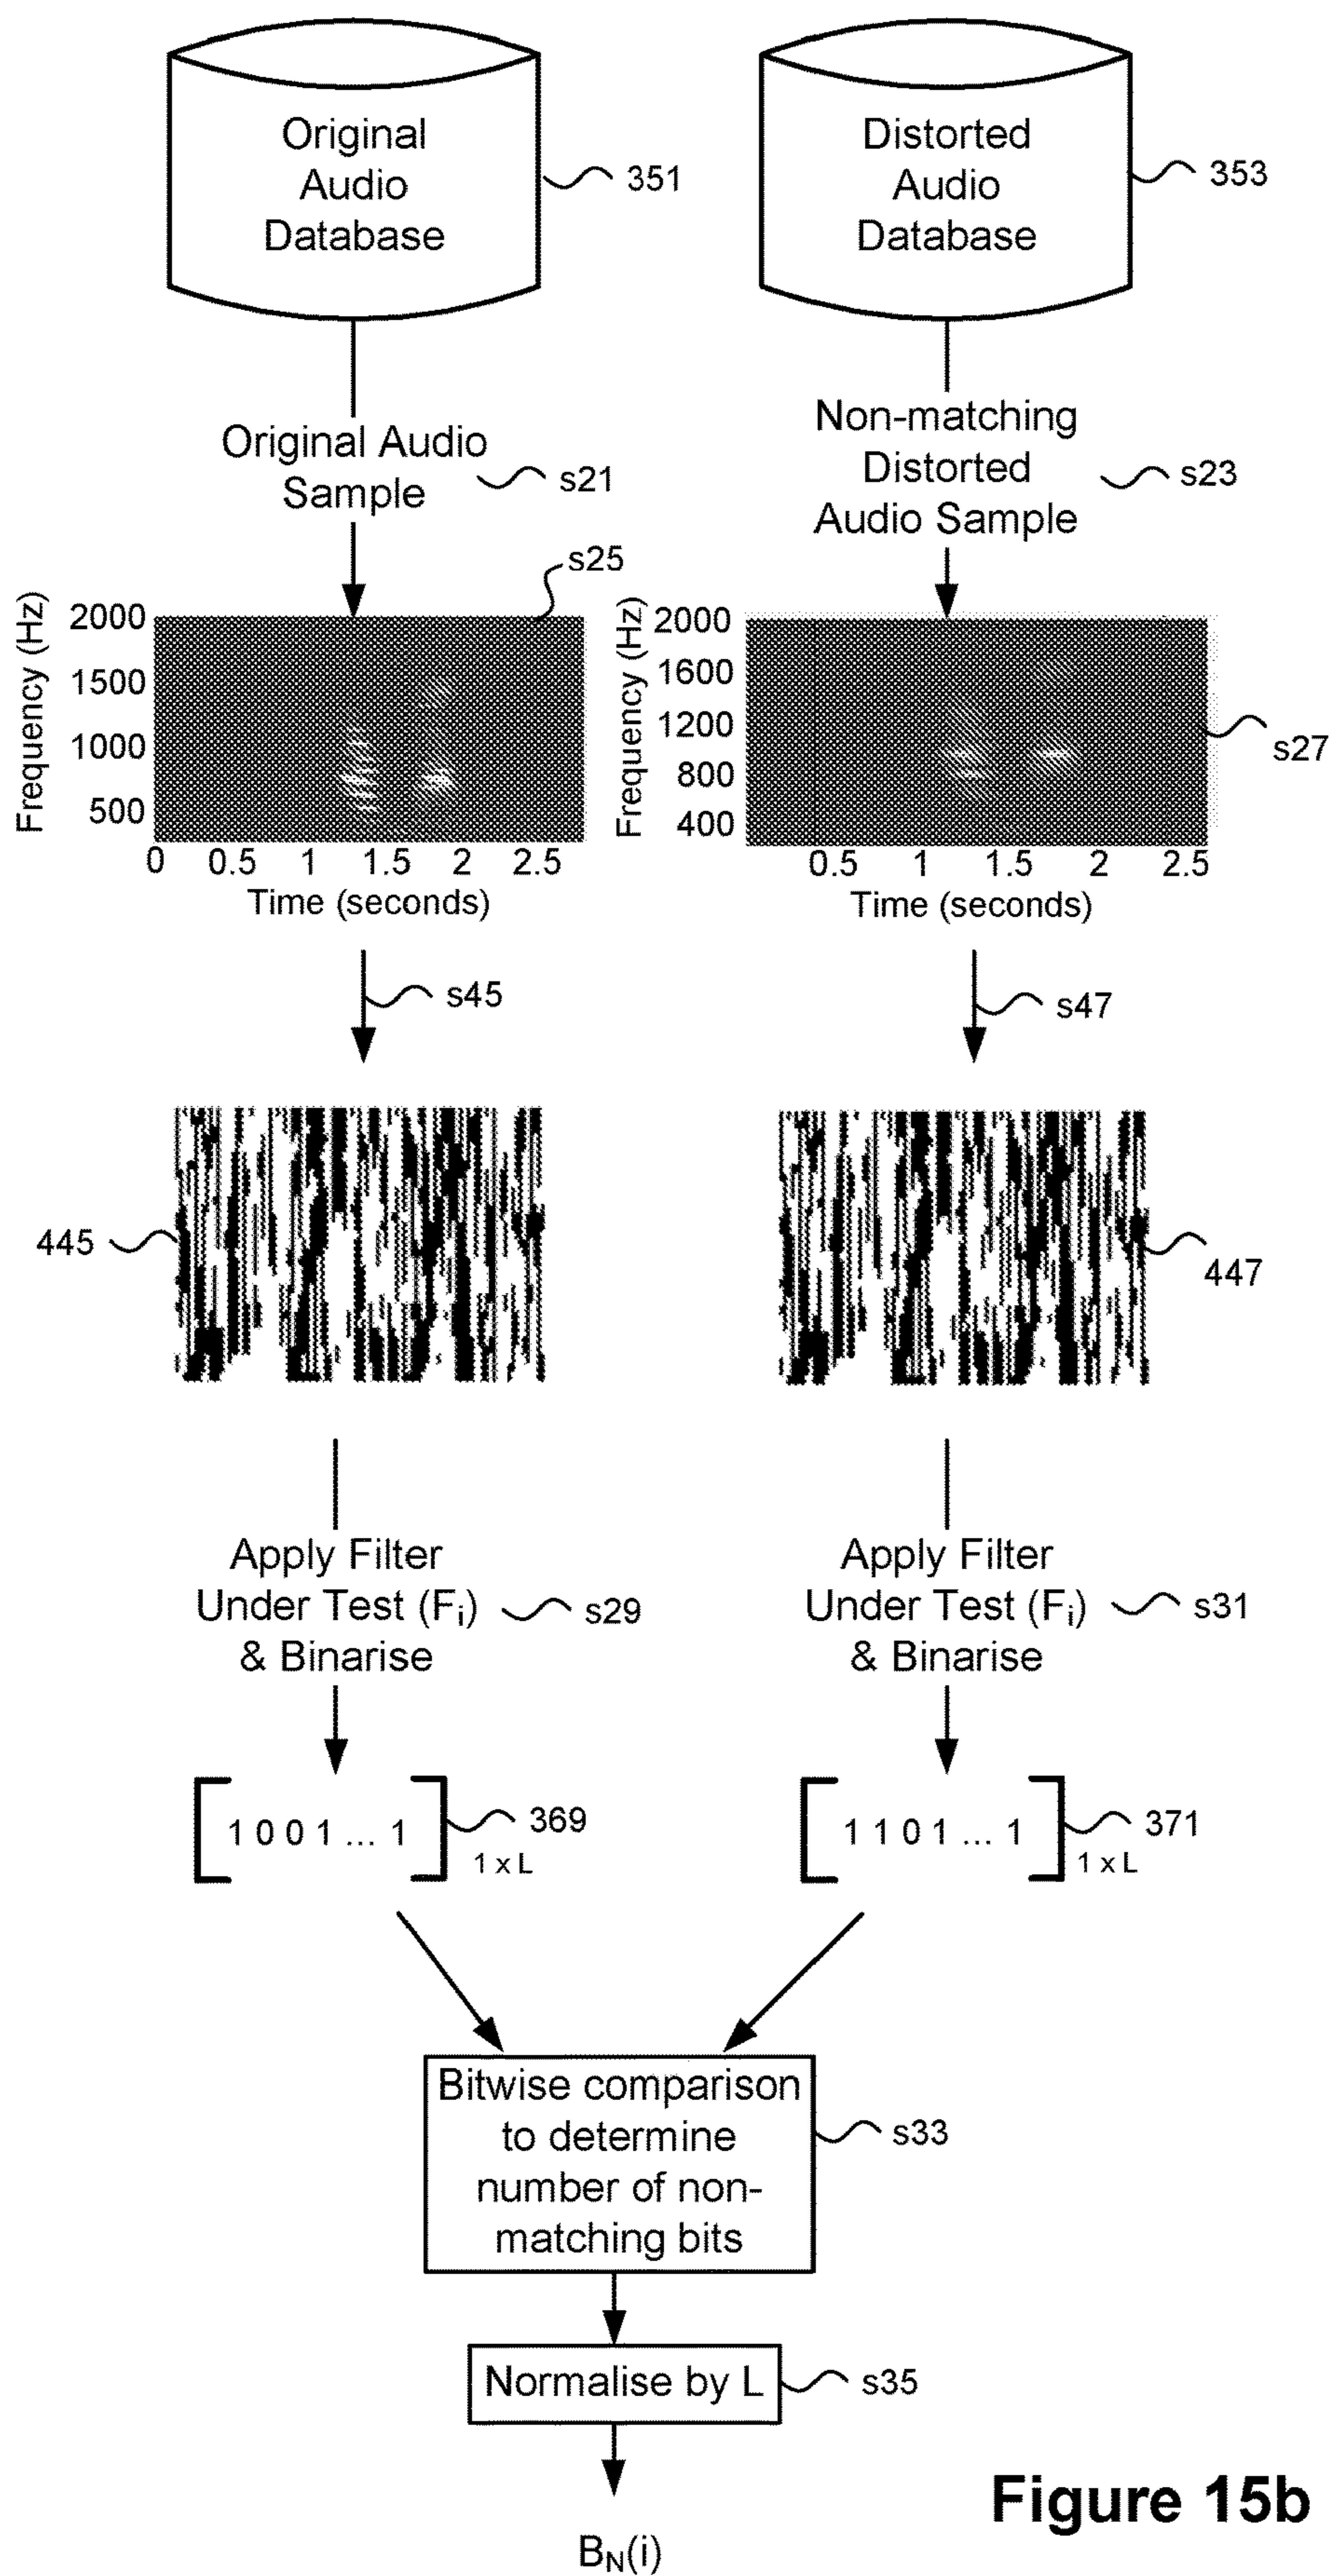 Original
Audio
Database
351
Distorted
Audio
Database
353
Original Audio
Sample
s21
Non-matching
Distorted
Audio Sample
s23
s25
Frequency (Hz)
2000
1500
1000
500
0 0.5 1 1.5 2 2.5
Time (seconds)
Frequency (Hz)
2000
1600
1200
800
400
0.5 1 1.5 2 2.5
Time (seconds)
s27
s45
s47
445
447
Apply Filter
Under Test (Fi)
& Binarise
s29
Apply Filter
Under Test (Fi)
& Binarise
s31
1 0 0 1 ... 1
369
1 x L
1 1 0 1 ... 1
371
1 x L
Bitwise comparison
to determine
number of non-
matching bits
s33
Normalise by L
s35
BN(i)
Figure 15b